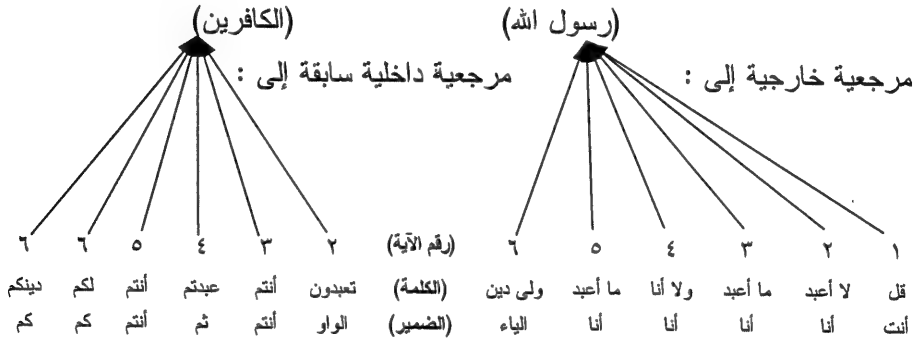 (رسول الله) (الكافرين)
مرجعية خارجية إلى : مرجعية داخلية سابقة إلى :
١ ٢ ٣ ٤ ٥ ٦ (رقم الآية) ٢ ٣ ٤ ٥ ٦ ٦
قل لا أعبد ما أعبد ولا أنا ما أعبد ولى دين (الكلمة) تعبدون أنتم عبدتم أنتم لكم دينكم
أنت أنا أنا أنا أنا الياء (الضمير) الواو أنتم ثم أنتم كم كم